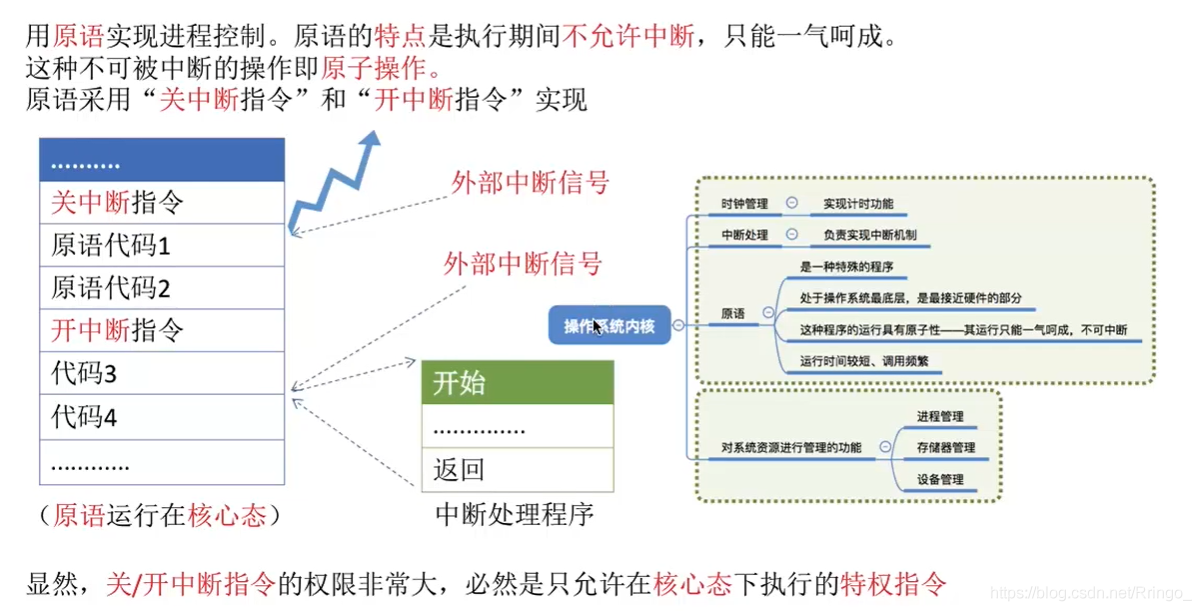 用原语实现进程控制。原语的特点是执行期间不允许中断，只能一气呵成。
这种不可被中断的操作即原子操作。
原语采用“关中断指令”和“开中断指令”实现
..........
关中断指令
原语代码1
原语代码2
开中断指令
代码3
代码4
............
（原语运行在核心态）
外部中断信号
外部中断信号
开始
..............
返回
中断处理程序
操作系统内核
时钟管理
实现计时功能
中断处理
负责实现中断机制
原语
是一种特殊的程序
处于操作系统最底层，是最接近硬件的部分
这种程序的运行具有原子性——其运行只能一气呵成，不可中断
运行时间较短、调用频繁
对系统资源进行管理的功能
进程管理
存储器管理
设备管理
显然，关/开中断指令的权限非常大，必然是只允许在核心态下执行的特权指令
https://blog.csdn.net/Rringo_